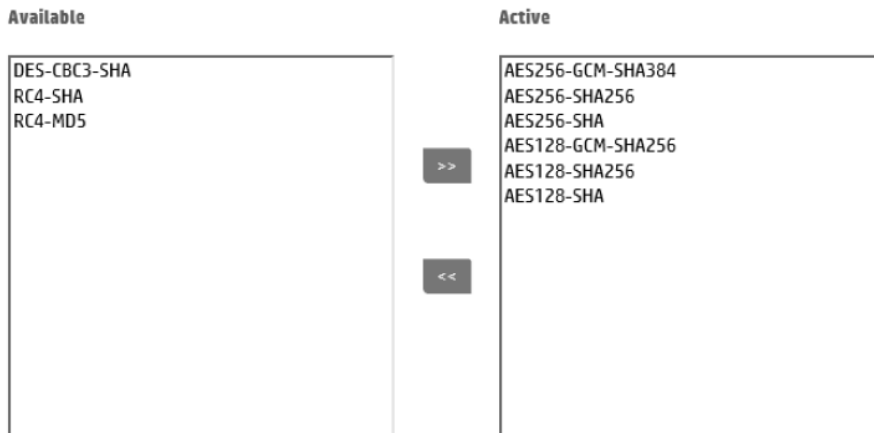 Available
DES-CBC3-SHA
RC4-SHA
RC4-MD5
>>
<<
Active
AES256-GCM-SHA384
AES256-SHA256
AES256-SHA
AES128-GCM-SHA256
AES128-SHA256
AES128-SHA